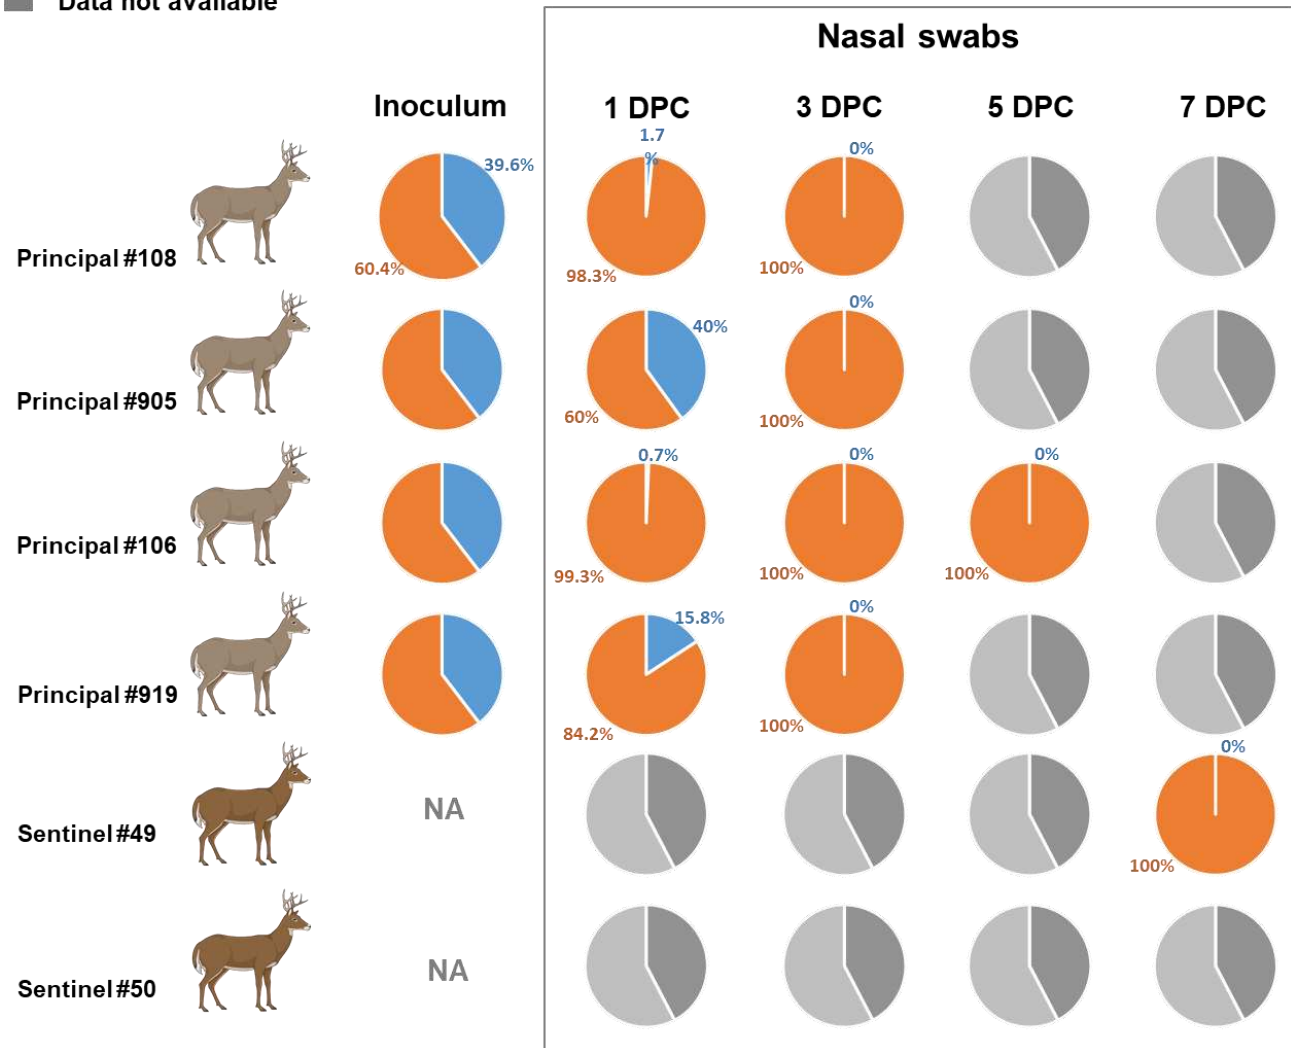 Data not available
Nasal swabs
Inoculum 1 DPC 3 DPC 5 DPC 7 DPC
39.6% 1.7 % 0% 
60.4% 98.3% 100%
Principal #108
40% 0%
60% 100%
Principal #905
0.7% 0% 0%
99.3% 100% 100%
Principal #106
15.8% 0%
84.2% 100%
Principal #919
0%
NA
100%
Sentinel #49
NA
Sentinel #50